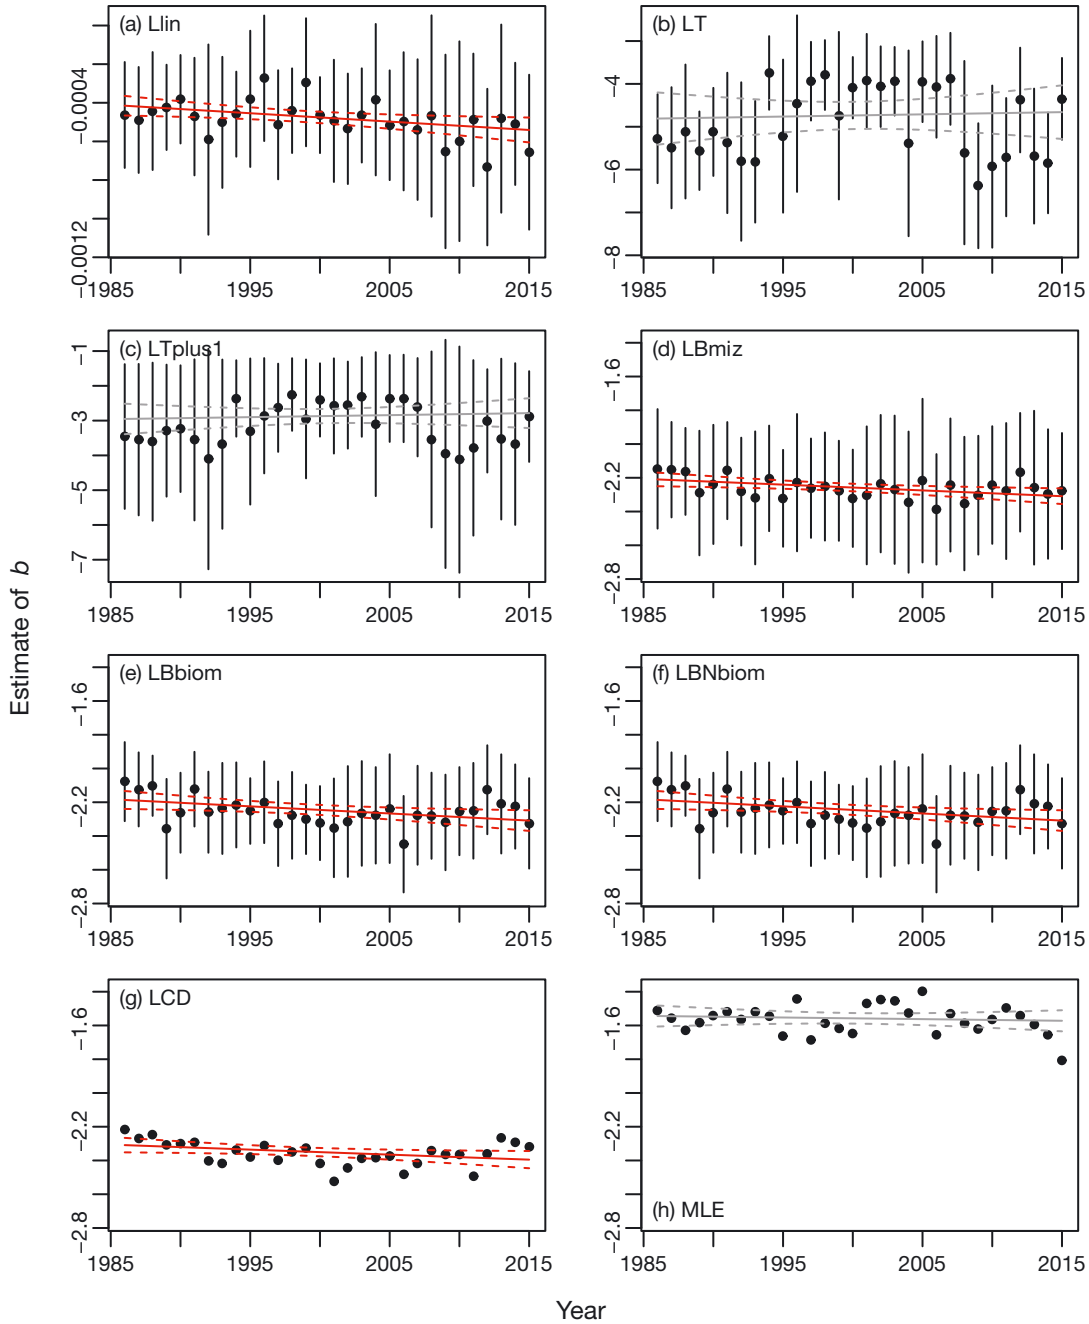 (a) Llin
−0.0004
−0.0012
1985 1995 2005 2015
(b) LT
−4
−6
−8
1985 1995 2005 2015
(c) LTplus1
−1
−3
−5
−7
1985 1995 2005 2015
(d) LBmiz
−1.6
−2.2
−2.8
1985 1995 2005 2015
(e) LBbiom
−1.6
−2.2
−2.8
1985 1995 2005 2015
(f) LBNbiom
−1.6
−2.2
−2.8
1985 1995 2005 2015
(g) LCD
−1.6
−2.2
−2.8
1985 1995 2005 2015
(h) MLE
−1.6
−2.2
−2.8
1985 1995 2005 2015
Estimate of b
Year